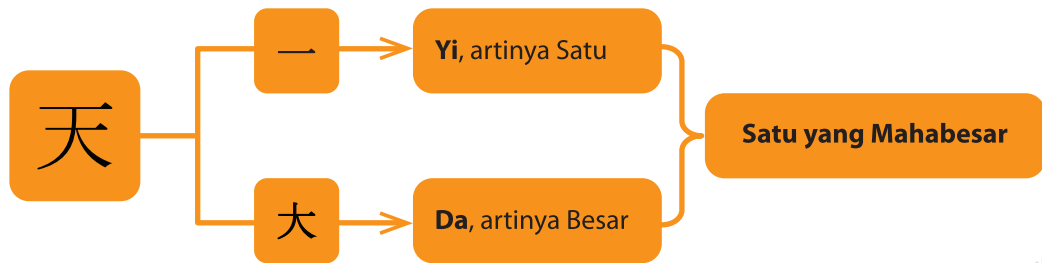 天
一
Yi, artinya Satu
大
Da, artinya Besar
Satu yang Mahabesar